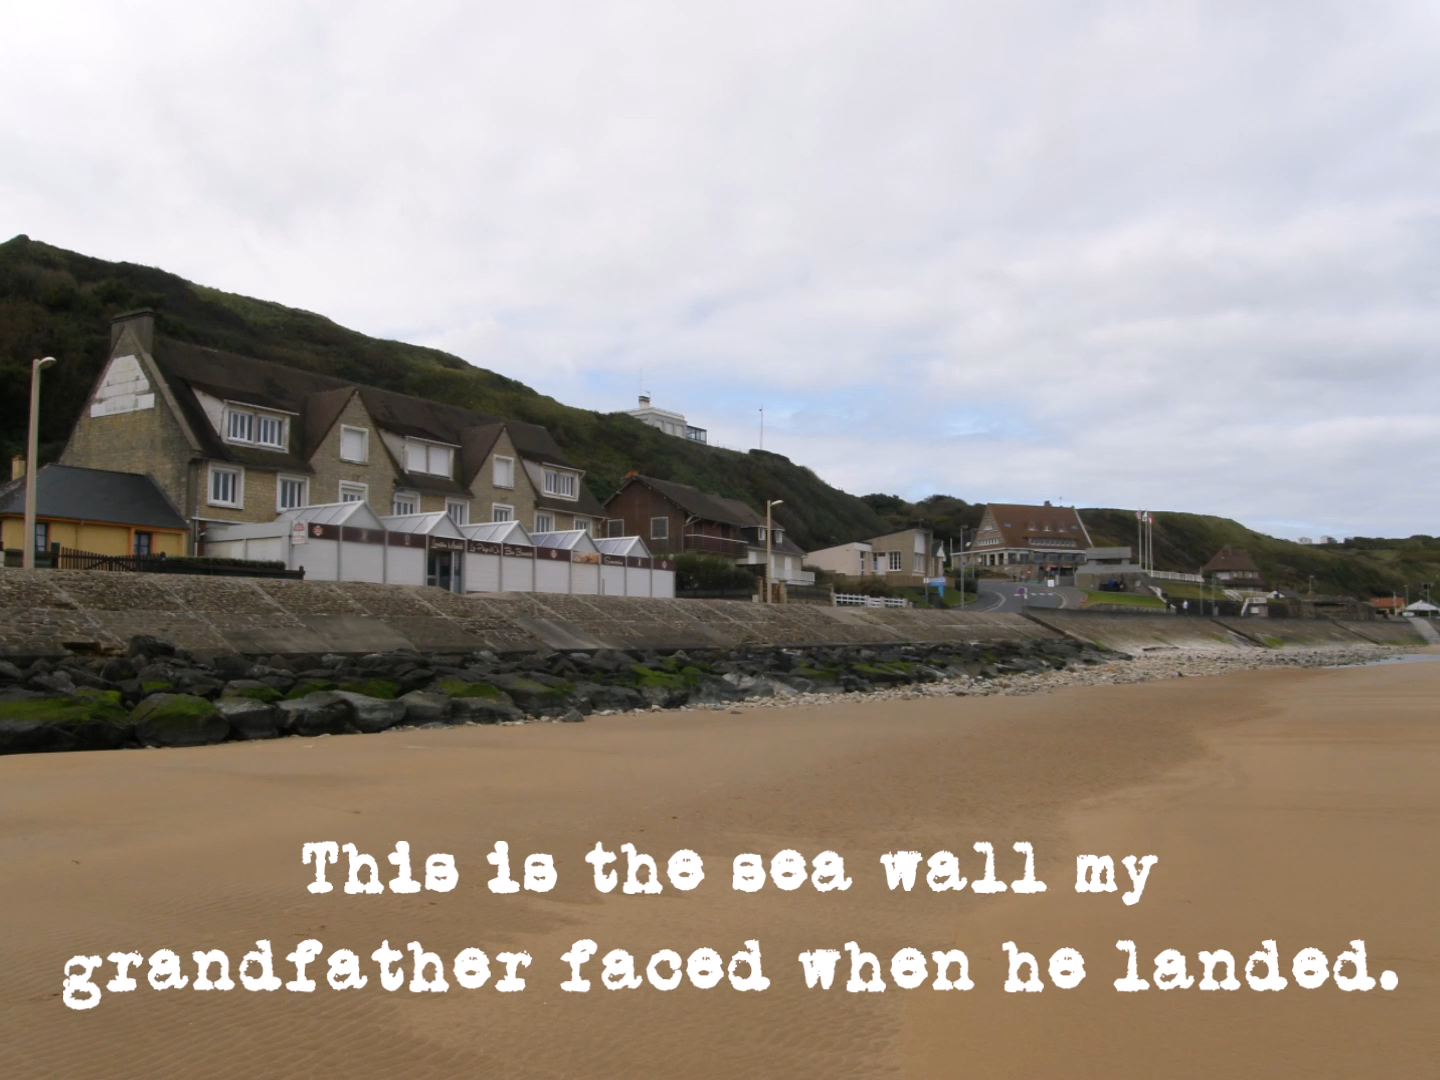 This is the sea wall my
grandfather faced when he landed.